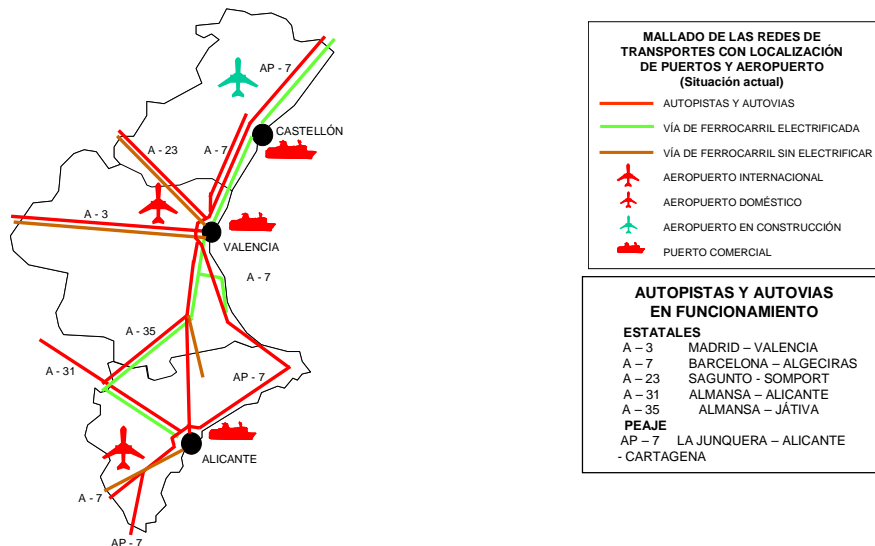 AP - 7
CASTELLÓN
A - 23
A - 7
A - 3
VALENCIA
A - 7
A - 35
A - 31
AP - 7
ALICANTE
A - 7
AP - 7
MALLADO DE LAS REDES DE
TRANSPORTES CON LOCALIZACIÓN
DE PUERTOS Y AEROPUERTO
(Situación actual)
AUTOPISTAS Y AUTOVIAS
VÍA DE FERROCARRIL ELECTRIFICADA
VÍA DE FERROCARRIL SIN ELECTRIFICAR
AEROPUERTO INTERNACIONAL
AEROPUERTO DOMÉSTICO
AEROPUERTO EN CONSTRUCCIÓN
PUERTO COMERCIAL
AUTOPISTAS Y AUTOVIAS
EN FUNCIONAMIENTO
ESTATALES
A – 3 MADRID – VALENCIA
A – 7 BARCELONA – ALGECIRAS
A – 23 SAGUNTO - SOMPORT
A – 31 ALMANSA – ALICANTE
A – 35 ALMANSA – JÁTIVA
PEAJE
AP – 7 LA JUNQUERA – ALICANTE
- CARTAGENA